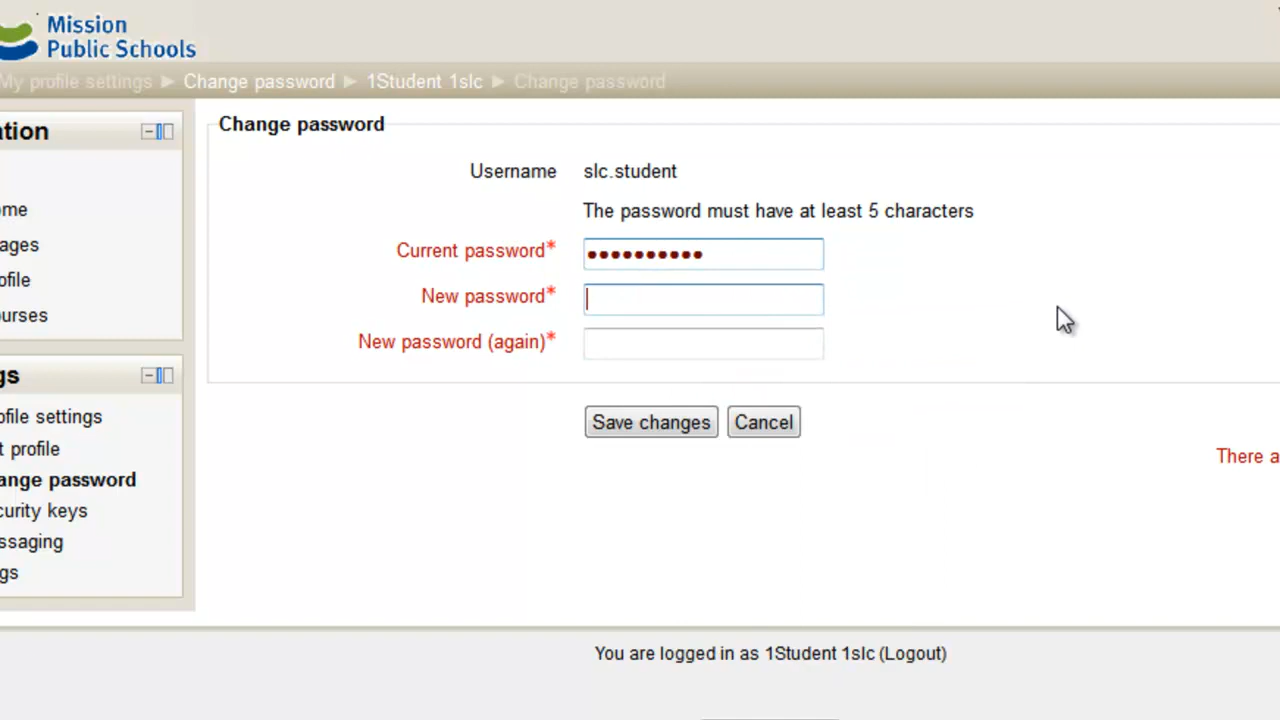 Mission
Public Schools
My profile settings ► Change password ► 1Student 1slc ► Change password
ation
Change password
Username slc.student
The password must have at least 5 characters
Current password* ●●●●●●●●●●
New password*
New password (again)*
Save changes Cancel
ome
ages
ofile
urses
gs
ofile settings
t profile
ange password
curity keys
ssaging
gs
There a
You are logged in as 1Student 1slc (Logout)